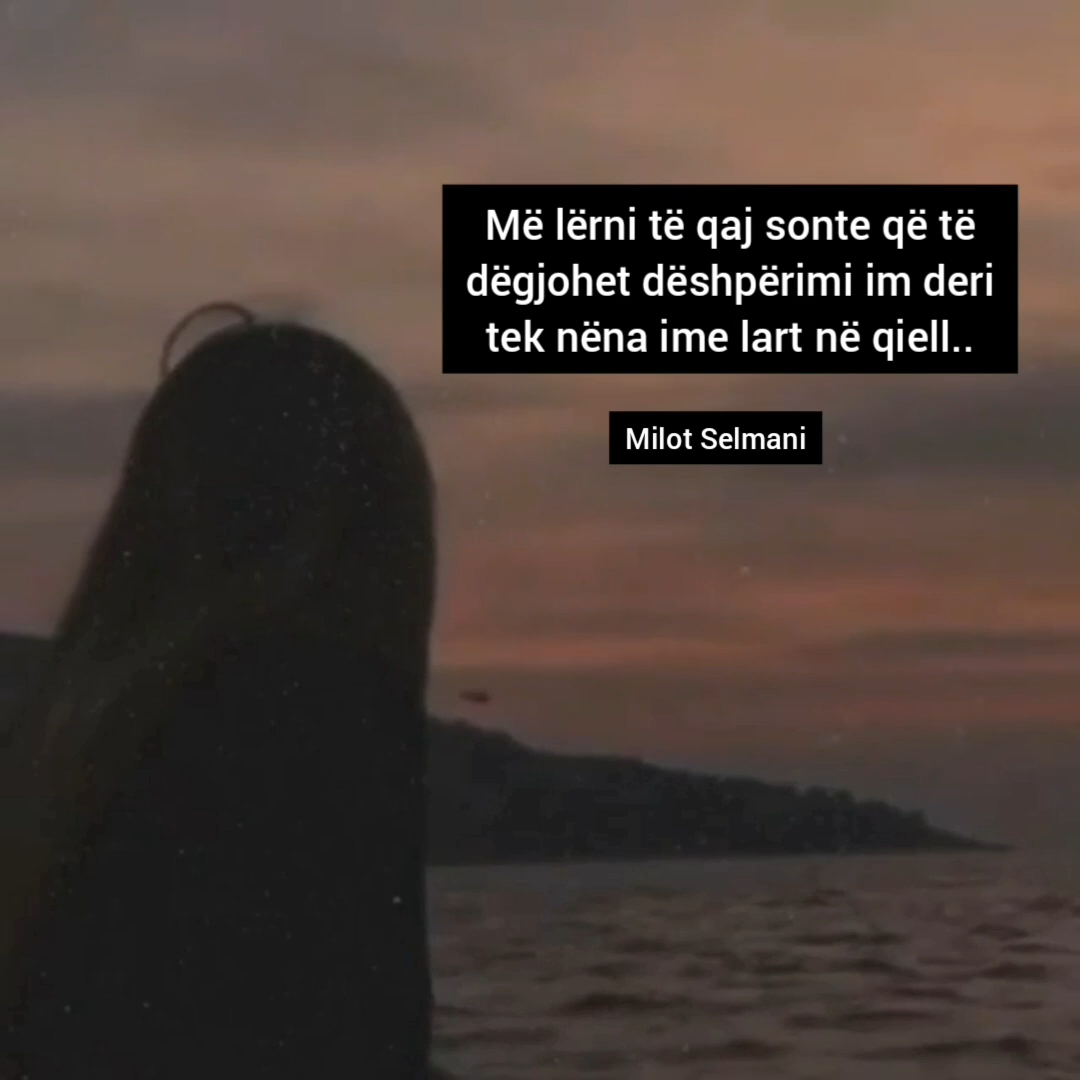 Më lërni të qaj sonte që të
dëgjohet dëshpërimi im deri
tek nëna ime lart në qiell..
Milot Selmani